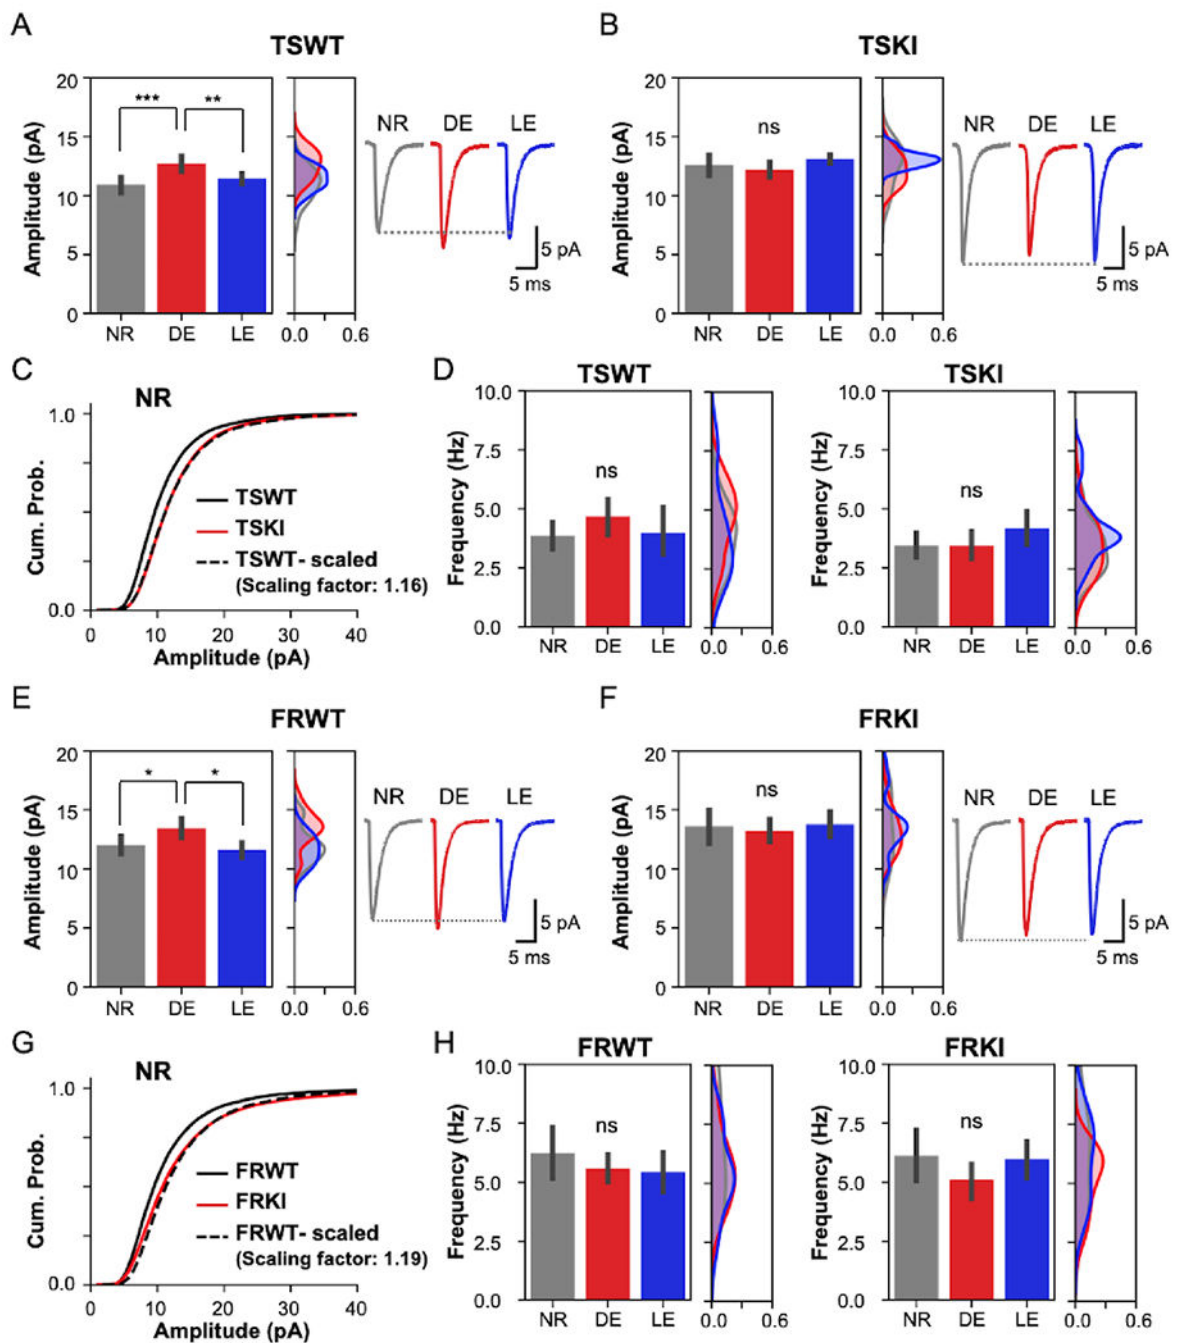 A
TSWT
Amplitude (pA)
20
15
10
5
0
***
**
NR
DE
LE
0.0
0.6
NR
DE
LE
5 pA
5 ms
B
TSKI
Amplitude (pA)
20
15
10
5
0
ns
NR
DE
LE
0.0
0.6
NR
DE
LE
5 pA
5 ms
C
NR
Cum. Prob.
1.0
0.0
TSWT
TSKI
TSWT- scaled
(Scaling factor: 1.16)
0
10
20
30
40
Amplitude (pA)
D
TSWT
Frequency (Hz)
10.0
7.5
5.0
2.5
0.0
ns
NR
DE
LE
0.0
0.6
TSKI
Frequency (Hz)
10.0
7.5
5.0
2.5
0.0
ns
NR
DE
LE
0.0
0.6
E
FRWT
Amplitude (pA)
20
15
10
5
0
*
*
NR
DE
LE
0.0
0.6
NR
DE
LE
5 pA
5 ms
F
FRKI
Amplitude (pA)
20
15
10
5
0
ns
NR
DE
LE
0.0
0.6
NR
DE
LE
5 pA
5 ms
G
NR
Cum. Prob.
1.0
0.0
FRWT
FRKI
FRWT- scaled
(Scaling factor: 1.19)
0
10
20
30
40
Amplitude (pA)
H
FRWT
Frequency (Hz)
10.0
7.5
5.0
2.5
0.0
ns
NR
DE
LE
0.0
0.6
FRKI
Frequency (Hz)
10.0
7.5
5.0
2.5
0.0
ns
NR
DE
LE
0.0
0.6